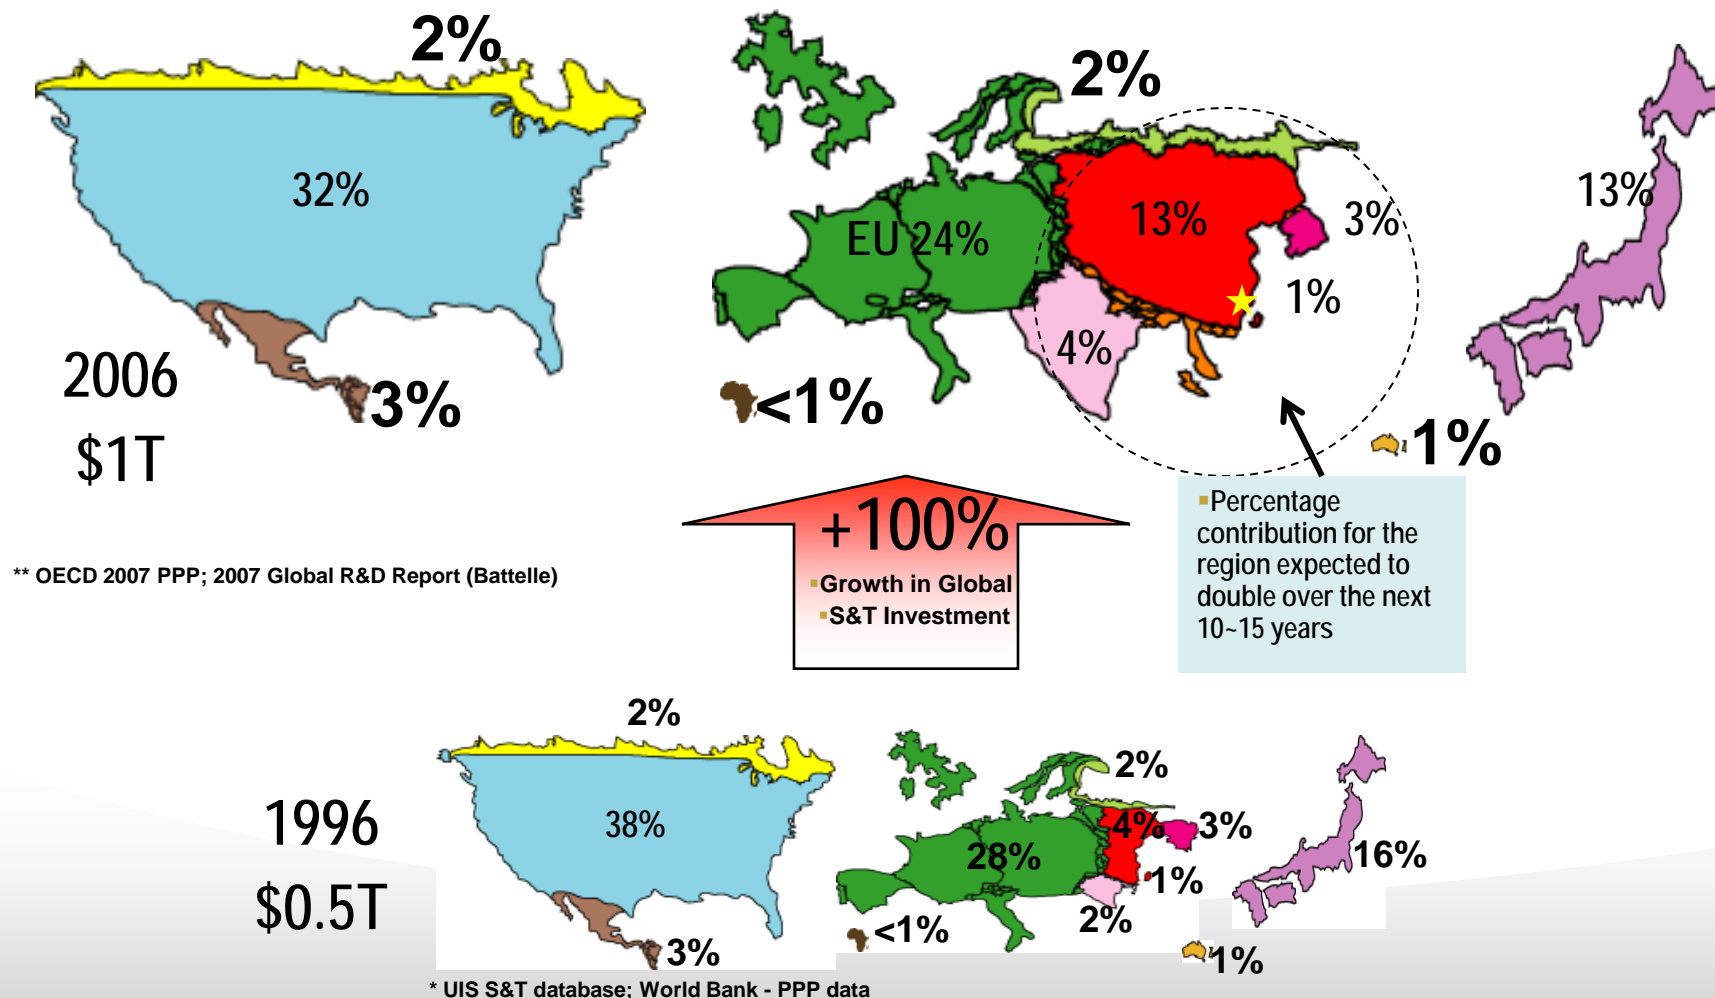 2%
32%
2006
$1T
3%
2%
EU 24%
13%
3%
1%
4%
<1%
13%
1%
+100%
▪Growth in Global
▪S&T Investment
▪Percentage
contribution for the
region expected to
double over the next
10~15 years
** OECD 2007 PPP; 2007 Global R&D Report (Battelle)
1996
$0.5T
2%
38%
3%
2%
28%
4%
3%
1%
2%
<1%
16%
1%
* UIS S&T database; World Bank - PPP data